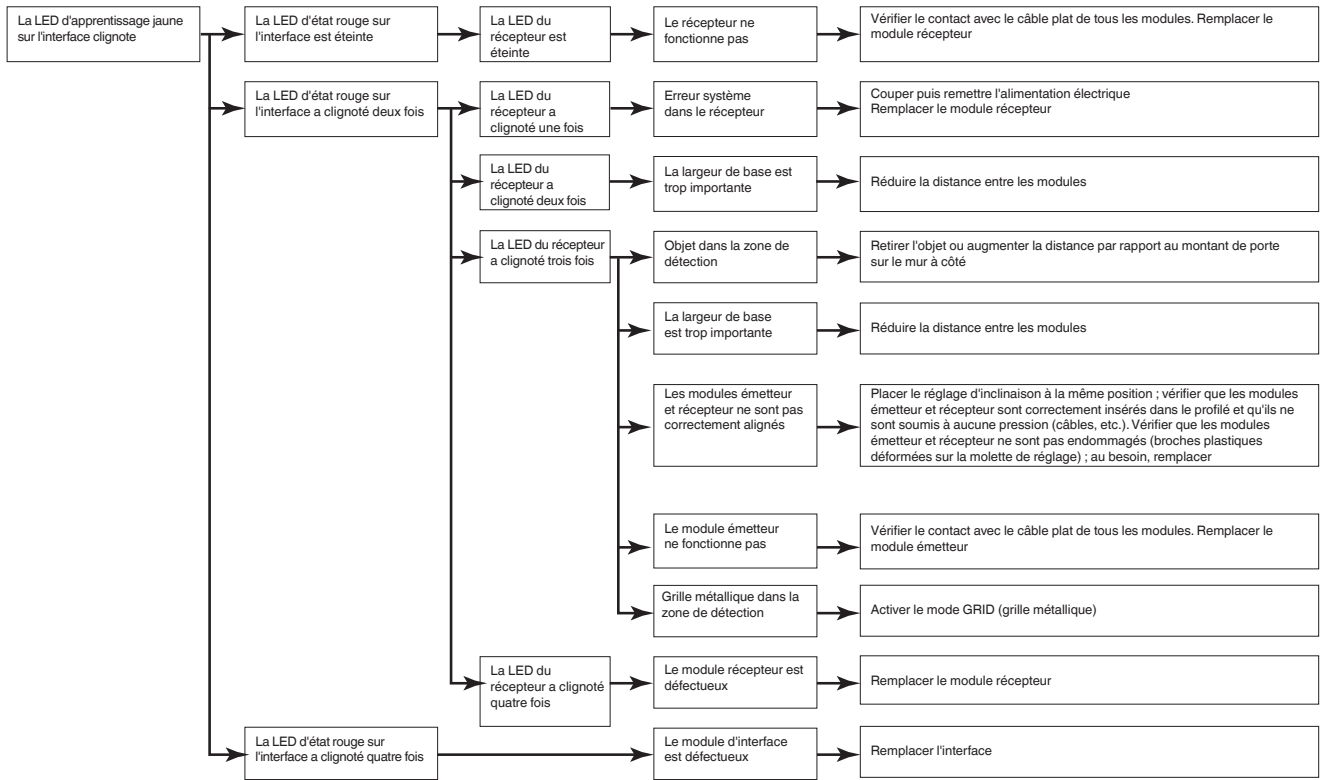 La LED d'apprentissage jaune
sur l'interface clignote
La LED d'état rouge sur
l'interface est éteinte
La LED du
récepteur est
éteinte
Le récepteur ne
fonctionne pas
Vérifier le contact avec le câble plat de tous les modules. Remplacer le
module récepteur
La LED d'état rouge sur
l'interface a clignoté deux fois
La LED du
récepteur a
clignoté une fois
Erreur système
dans le récepteur
Couper puis remettre l'alimentation électrique
Remplacer le module récepteur
La LED du
récepteur a
clignoté deux fois
La largeur de base est
trop importante
Réduire la distance entre les modules
La LED du récepteur
a clignoté trois fois
Objet dans la zone de
détection
Retirer l'objet ou augmenter la distance par rapport au montant de porte
sur le mur à côté
La largeur de base
est trop importante
Réduire la distance entre les modules
Les modules émetteur
et récepteur ne sont pas
correctement alignés
Placer le réglage d'inclinaison à la même position ; vérifier que les modules
émetteur et récepteur sont correctement insérés dans le profilé et qu'ils ne
sont soumis à aucune pression (câbles, etc.). Vérifier que les modules
émetteur et récepteur ne sont pas endommagés (broches plastiques
déformées sur la molette de réglage) ; au besoin, remplacer
Le module émetteur
ne fonctionne pas
Vérifier le contact avec le câble plat de tous les modules. Remplacer le
module émetteur
Grille métallique dans la
zone de détection
Activer le mode GRID (grille métallique)
La LED du
récepteur a clignoté
quatre fois
Le module récepteur est
défectueux
Remplacer le module récepteur
La LED d'état rouge sur
l'interface a clignoté quatre fois
Le module d'interface
est défectueux
Remplacer l'interface